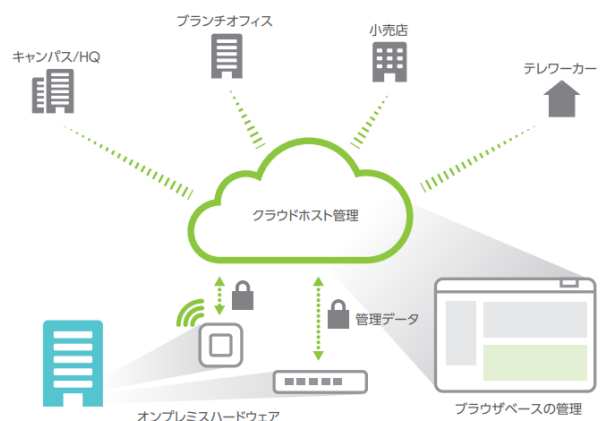 ブランチオフィス
小売店
キャンパス/HQ
テレワーカー
クラウドホスト管理
管理データ
ブラウザベースの管理
オンプレミスハードウェア